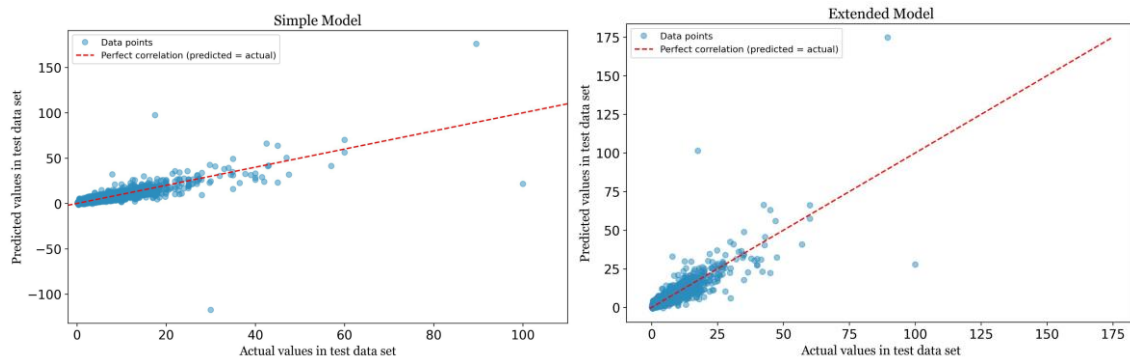 Simple Model
Data points
Perfect correlation (predicted = actual)
Predicted values in test data set
150
100
50
0
−50
−100
0
20
40
60
80
100
Actual values in test data set
Extended Model
Data points
Perfect correlation (predicted = actual)
Predicted values in test data set
175
150
125
100
75
50
25
0
0
25
50
75
100
125
150
175
Actual values in test data set